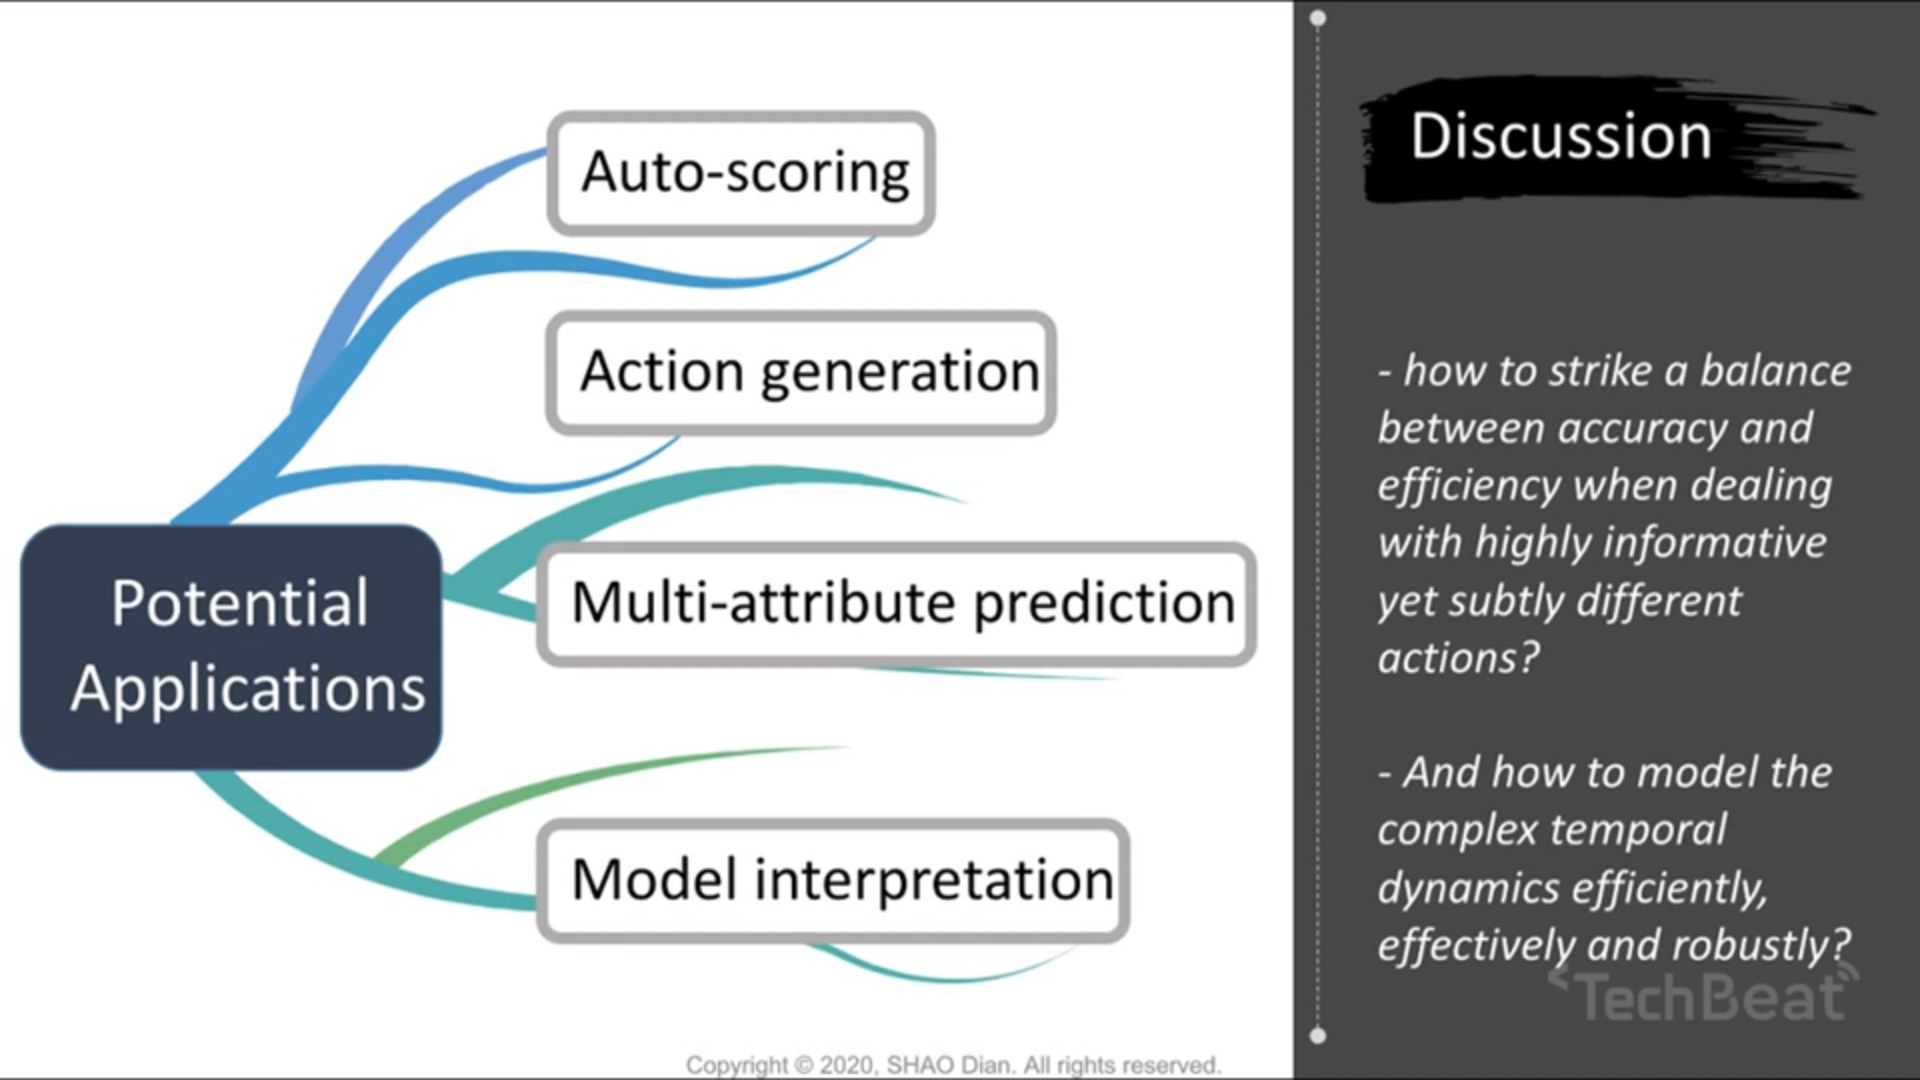 Auto-scoring
Action generation
Multi-attribute prediction
Potential
Applications
Model interpretation
Copyright © 2020, SHAO Dian. All rights reserved.
Discussion
- how to strike a balance
between accuracy and
efficiency when dealing
with highly informative
yet subtly different
actions?
- And how to model the
complex temporal
dynamics efficiently,
effectively and robustly?
TechBeat